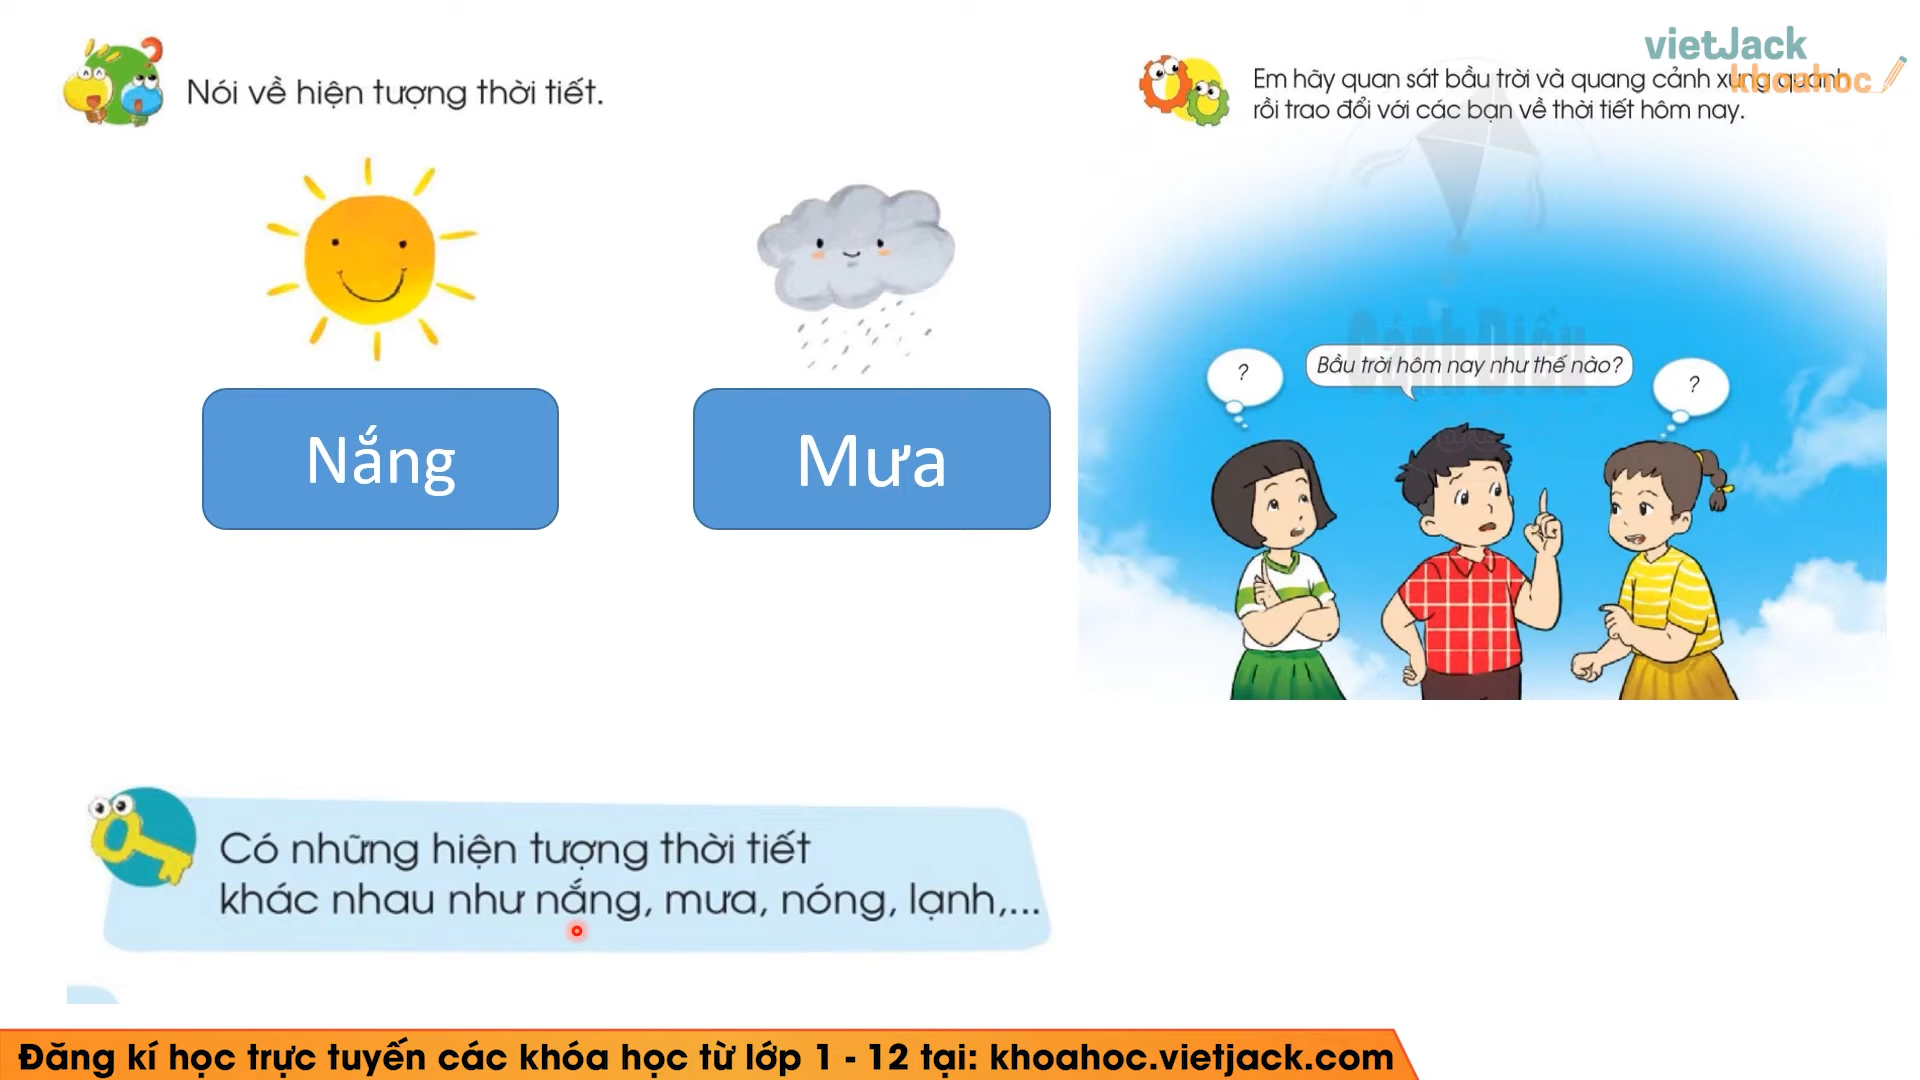 Nói về hiện tượng thời tiết.
Nắng
Mưa
Có những hiện tượng thời tiết
khác nhau như nắng, mưa, nóng, lạnh,...
vietJack
khoahoc
Em hãy quan sát bầu trời và quang cảnh xung quanh
rồi trao đổi với các bạn về thời tiết hôm nay.
Cánh Diều
?
Bầu trời hôm nay như thế nào?
?
Đăng kí học trực tuyến các khóa học từ lớp 1 - 12 tại: khoahoc.vietjack.com